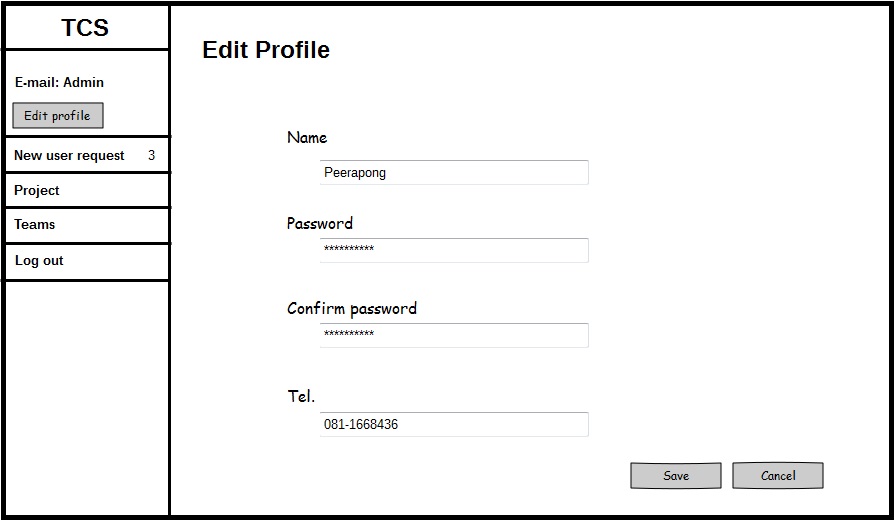 TCS
E-mail: Admin
Edit profile
New user request 3
Project
Teams
Log out
Edit Profile
Name
Peerapong
Password
**********
Confirm password
**********
Tel.
081-1668436
Save Cancel